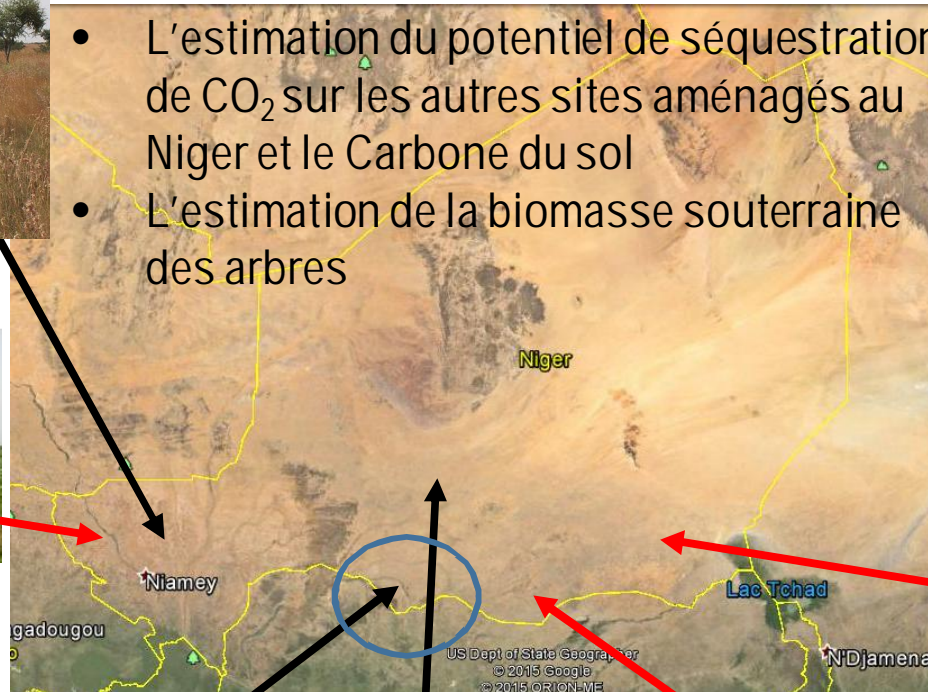 • L'estimation du potentiel de séquestration
de CO₂ sur les autres sites aménagés au
Niger et le Carbone du sol
• L'estimation de la biomasse souterraine
des arbres
Niger
Niamey
Lac Tchad
gadougou
US Dept of State Geographer
© 2015 Google
© 2015 ORION-ME
N'Djamena